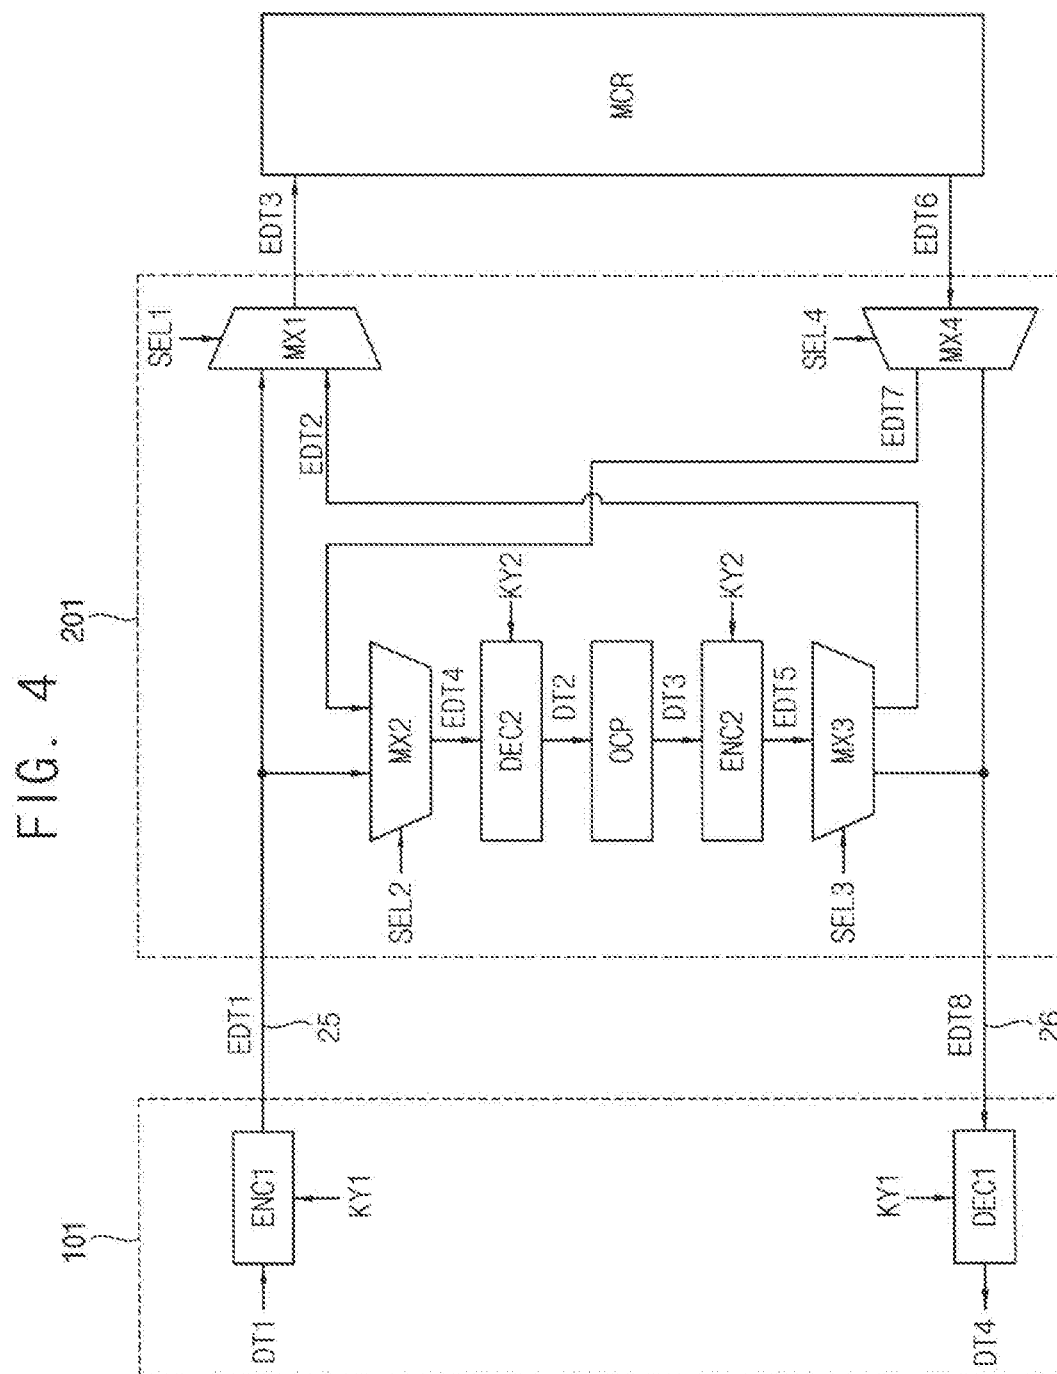 FIG. 4
101
201
DT1
ENC1
KY1
EDT1
25
SEL1
MX1
EDT3
EDT2
MCR
SEL2
MX2
EDT4
DEC2
KY2
DT2
OCP
DT3
ENC2
KY2
EDT5
MX3
SEL3
SEL4
MX4
EDT7
EDT6
DT4
DEC1
KY1
EDT8
26